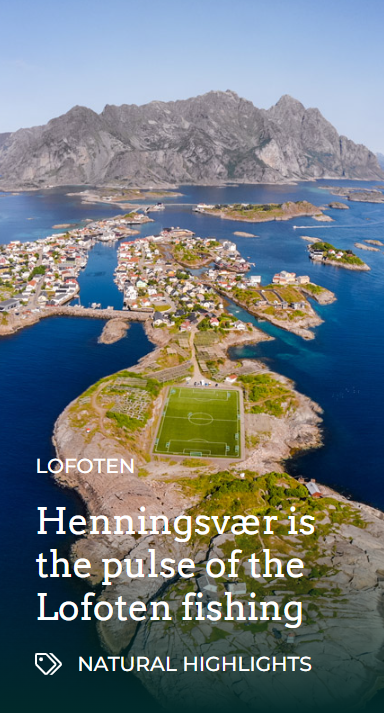 LOFOTEN
Henningsvær is
the pulse of the
Lofoten fishing
NATURAL HIGHLIGHTS